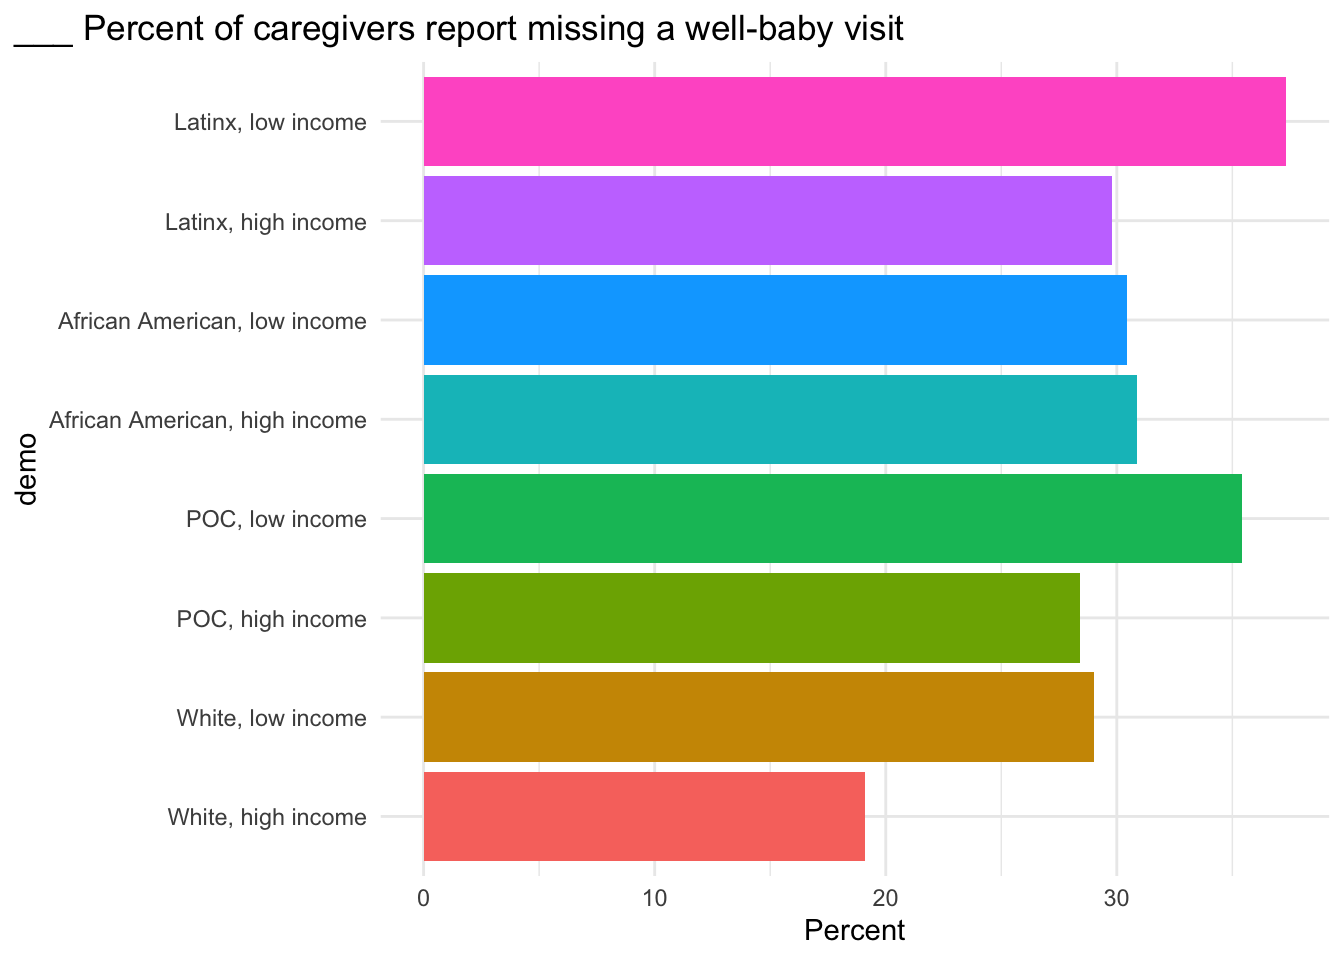 ___ Percent of caregivers report missing a well-baby visit
Latinx, low income
Latinx, high income
African American, low income
African American, high income
POC, low income
POC, high income
White, low income
White, high income
demo
0 10 20 30
Percent